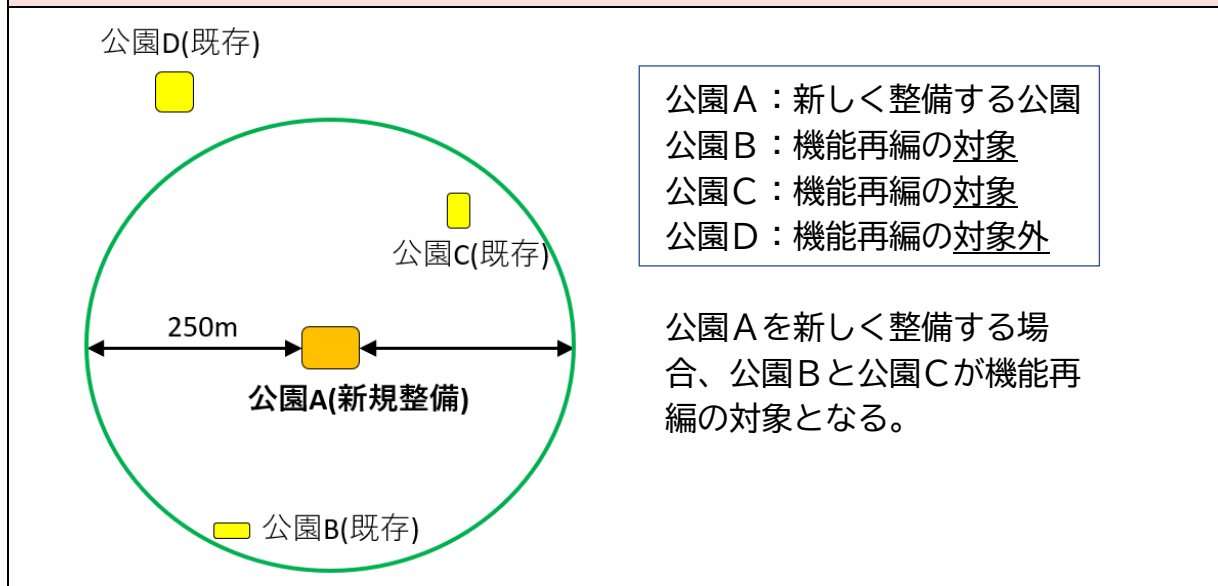 公園D(既存)
公園C(既存)
250m
公園A(新規整備)
公園B(既存)
公園Ａ：新しく整備する公園
公園Ｂ：機能再編の対象
公園Ｃ：機能再編の対象
公園Ｄ：機能再編の対象外
公園Ａを新しく整備する場
合、公園Ｂと公園Ｃが機能再
編の対象となる。